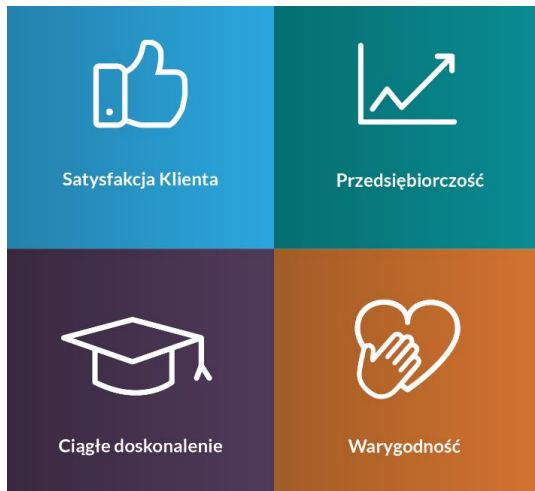 Satysfakcja Klienta
Przedsiębiorczość
Ciągłe doskonalenie
Warygodność